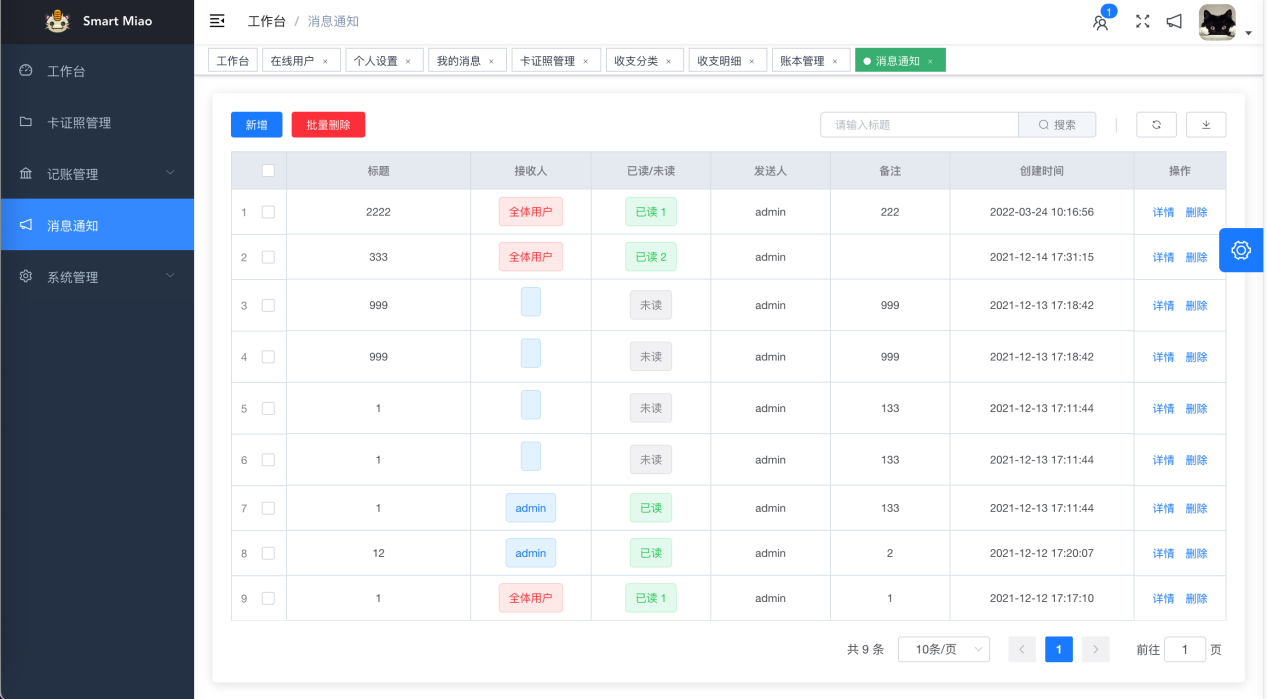 Smart Miao
工作台 / 消息通知
1
工作台
卡证照管理
记账管理
消息通知
系统管理
工作台 在线用户 × 个人设置 × 我的消息 × 卡证照管理 × 收支分类 × 收支明细 × 账本管理 × 消息通知 ×
新增 批量删除 请输入标题 搜索
标题 接收人 已读/未读 发送人 备注 创建时间 操作
1 2222 全体用户 已读 1 admin 222 2022-03-24 10:16:56 详情 删除
2 333 全体用户 已读 2 admin 2021-12-14 17:31:15 详情 删除
3 999 未读 admin 999 2021-12-13 17:18:42 详情 删除
4 999 未读 admin 999 2021-12-13 17:18:42 详情 删除
5 1 未读 admin 133 2021-12-13 17:11:44 详情 删除
6 1 未读 admin 133 2021-12-13 17:11:44 详情 删除
7 1 admin 已读 admin 133 2021-12-13 17:11:44 详情 删除
8 12 admin 已读 admin 2 2021-12-12 17:20:07 详情 删除
9 1 全体用户 已读 1 admin 1 2021-12-12 17:17:10 详情 删除
共 9 条 10条/页 1 前往 1 页